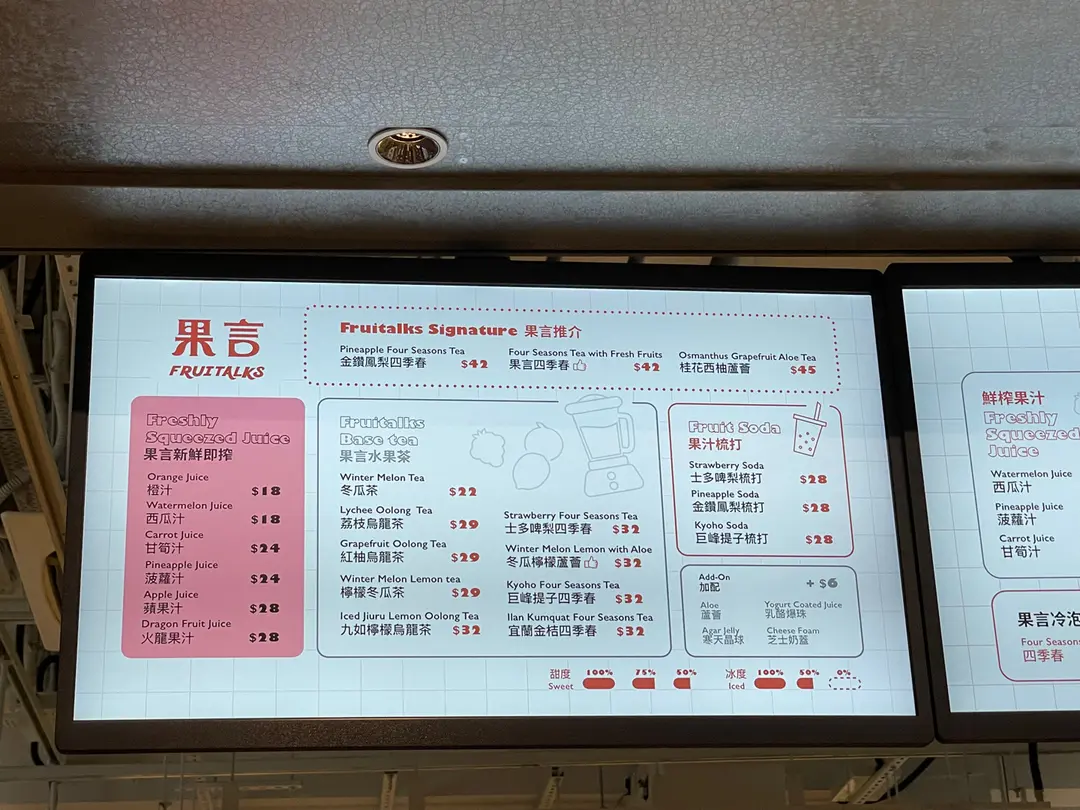 果言
FRUITALKS
Fruitalks Signature 果言推介
Pineapple Four Seasons Tea
金鑽鳳梨四季春 $42
Four Seasons Tea with Fresh Fruits
果言四季春 $42
Osmanthus Grapefruit Aloe Tea
桂花西柚蘆薈 $45
Freshly
Squeezed Juice
果言新鮮即搾
Orange Juice
橙汁 $18
Watermelon Juice
西瓜汁 $18
Carrot Juice
甘筍汁 $24
Pineapple Juice
菠蘿汁 $24
Apple Juice
蘋果汁 $28
Dragon Fruit Juice
火龍果汁 $28
Fruitalks
Base tea
果言水果茶
Winter Melon Tea
冬瓜茶 $22
Lychee Oolong Tea
荔枝烏龍茶 $29
Grapefruit Oolong Tea
紅柚烏龍茶 $29
Winter Melon Lemon tea
檸檬冬瓜茶 $29
Iced Jiuru Lemon Oolong Tea
九如檸檬烏龍茶 $32
Strawberry Four Seasons Tea
士多啤梨四季春 $32
Winter Melon Lemon with Aloe
冬瓜檸檬蘆薈 $32
Kyoho Four Seasons Tea
巨峰提子四季春 $32
Ilan Kumquat Four Seasons Tea
宜蘭金桔四季春 $32
Fruit Soda
果汁梳打
Strawberry Soda
士多啤梨梳打 $28
Pineapple Soda
金鑽鳳梨梳打 $28
Kyoho Soda
巨峰提子梳打 $28
Add-On
加配 + $6
Aloe
蘆薈
Yogurt Coated Juice
乳酪爆珠
Agar Jelly
寒天晶球
Cheese Foam
芝士奶蓋
甜度 100% 75% 50%
Sweet
冰度 100% 50% 0%
Iced
鮮榨果汁
Freshly
Squeezed
Juice
Watermelon Juice
西瓜汁
Pineapple Juice
菠蘿汁
Carrot Juice
甘筍汁
果言冷泡
Four Seasons
四季春